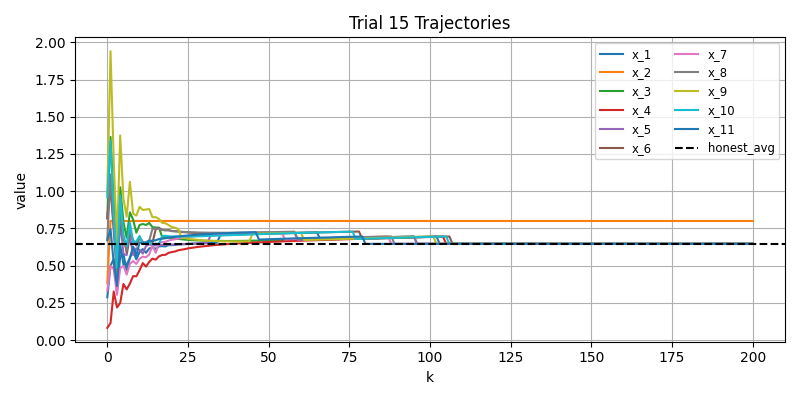 Trial 15 Trajectories
value
2.00
1.75
1.50
1.25
1.00
0.75
0.50
0.25
0.00
x_1
x_2
x_3
x_4
x_5
x_6
x_7
x_8
x_9
x_10
x_11
honest_avg
0
25
50
75
100
125
150
175
200
k